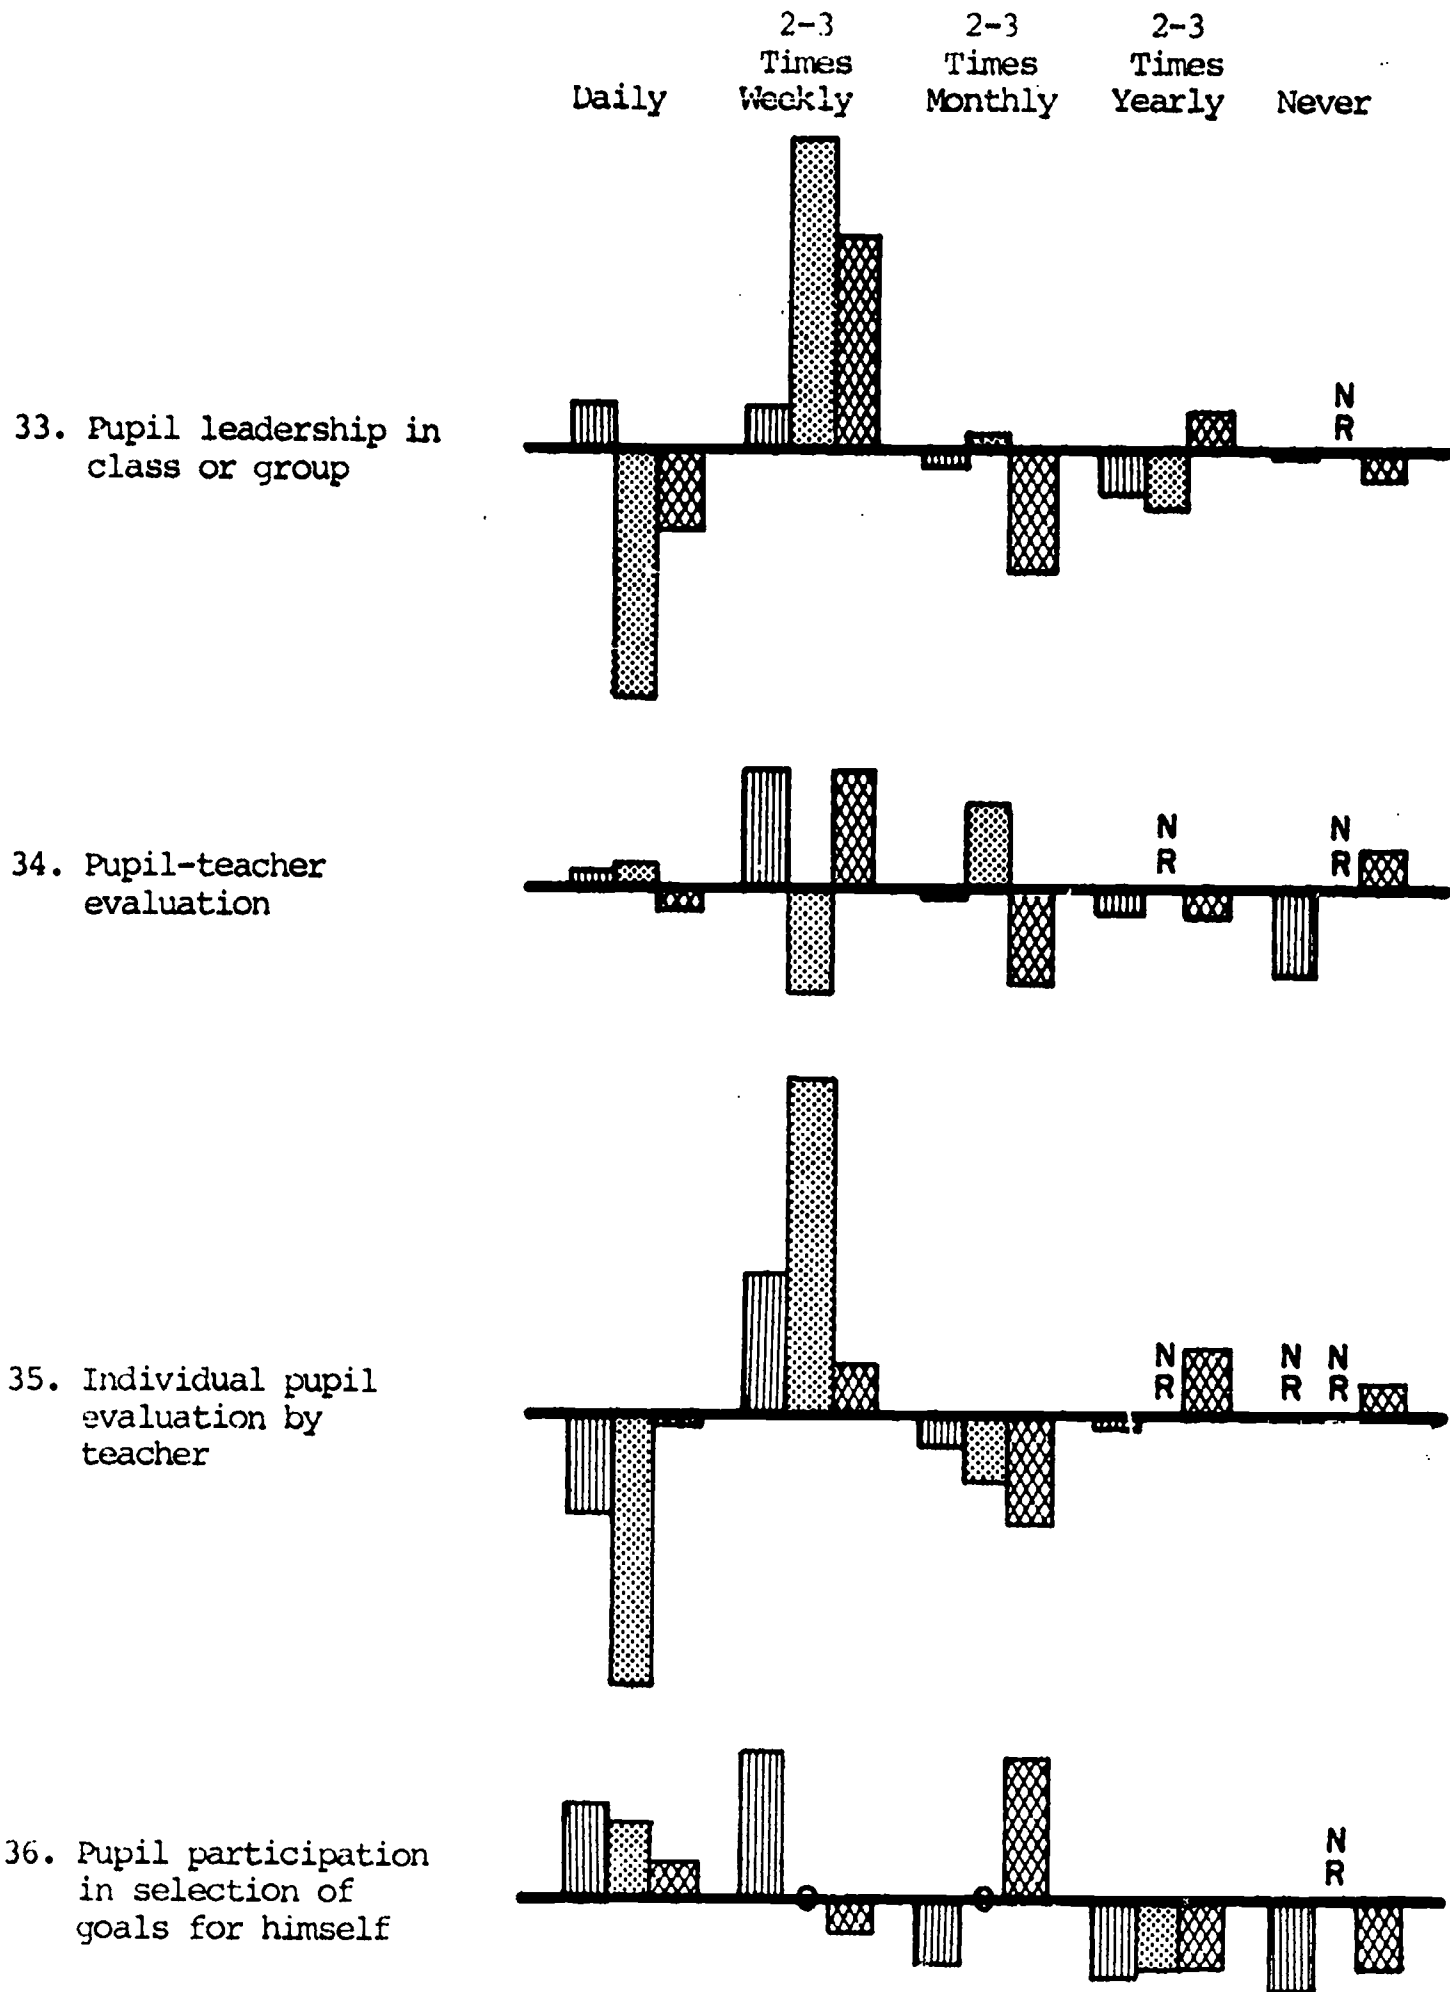 2-3 2-3 2-3
Times Times Times
Daily Weekly Monthly Yearly Never
N
R
33. Pupil leadership in
class or group
N N
R R
34. Pupil-teacher
evaluation
N N N
R R R
35. Individual pupil
evaluation by
teacher
N
R
36. Pupil participation
in selection of
goals for himself